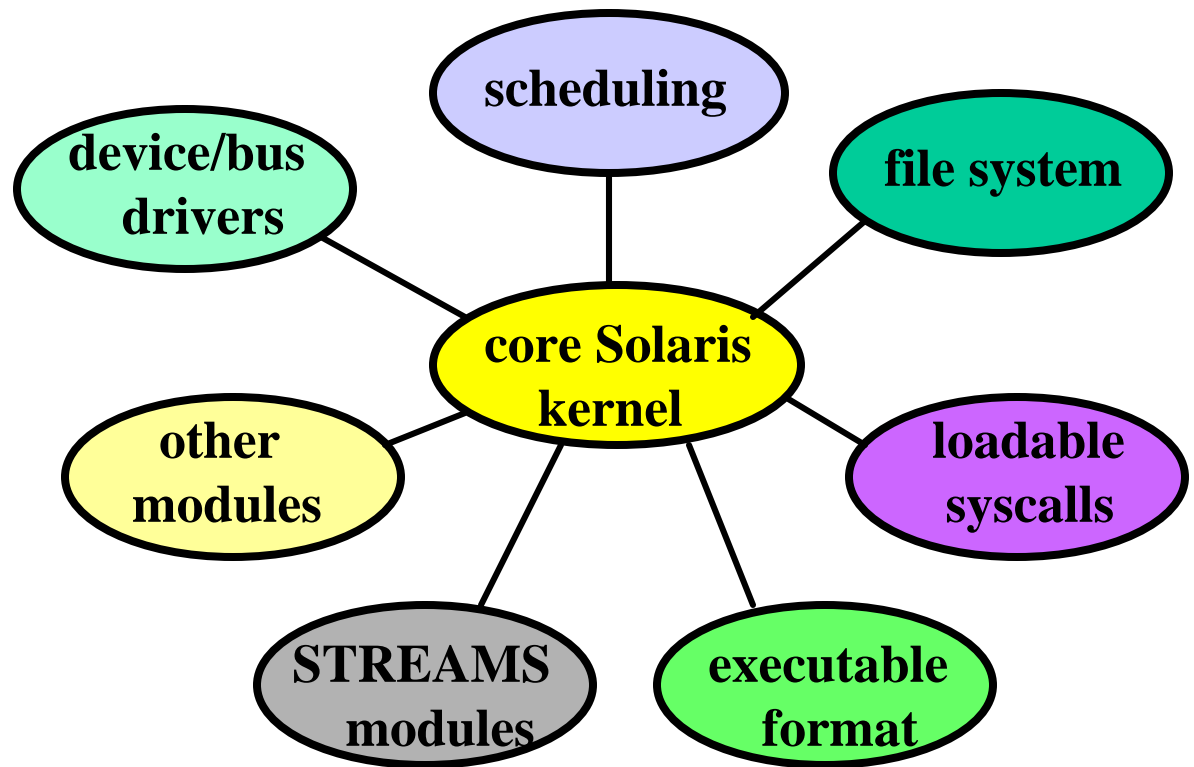 scheduling
device/bus
drivers
file system
core Solaris
kernel
other
modules
loadable
syscalls
STREAMS
modules
executable
format